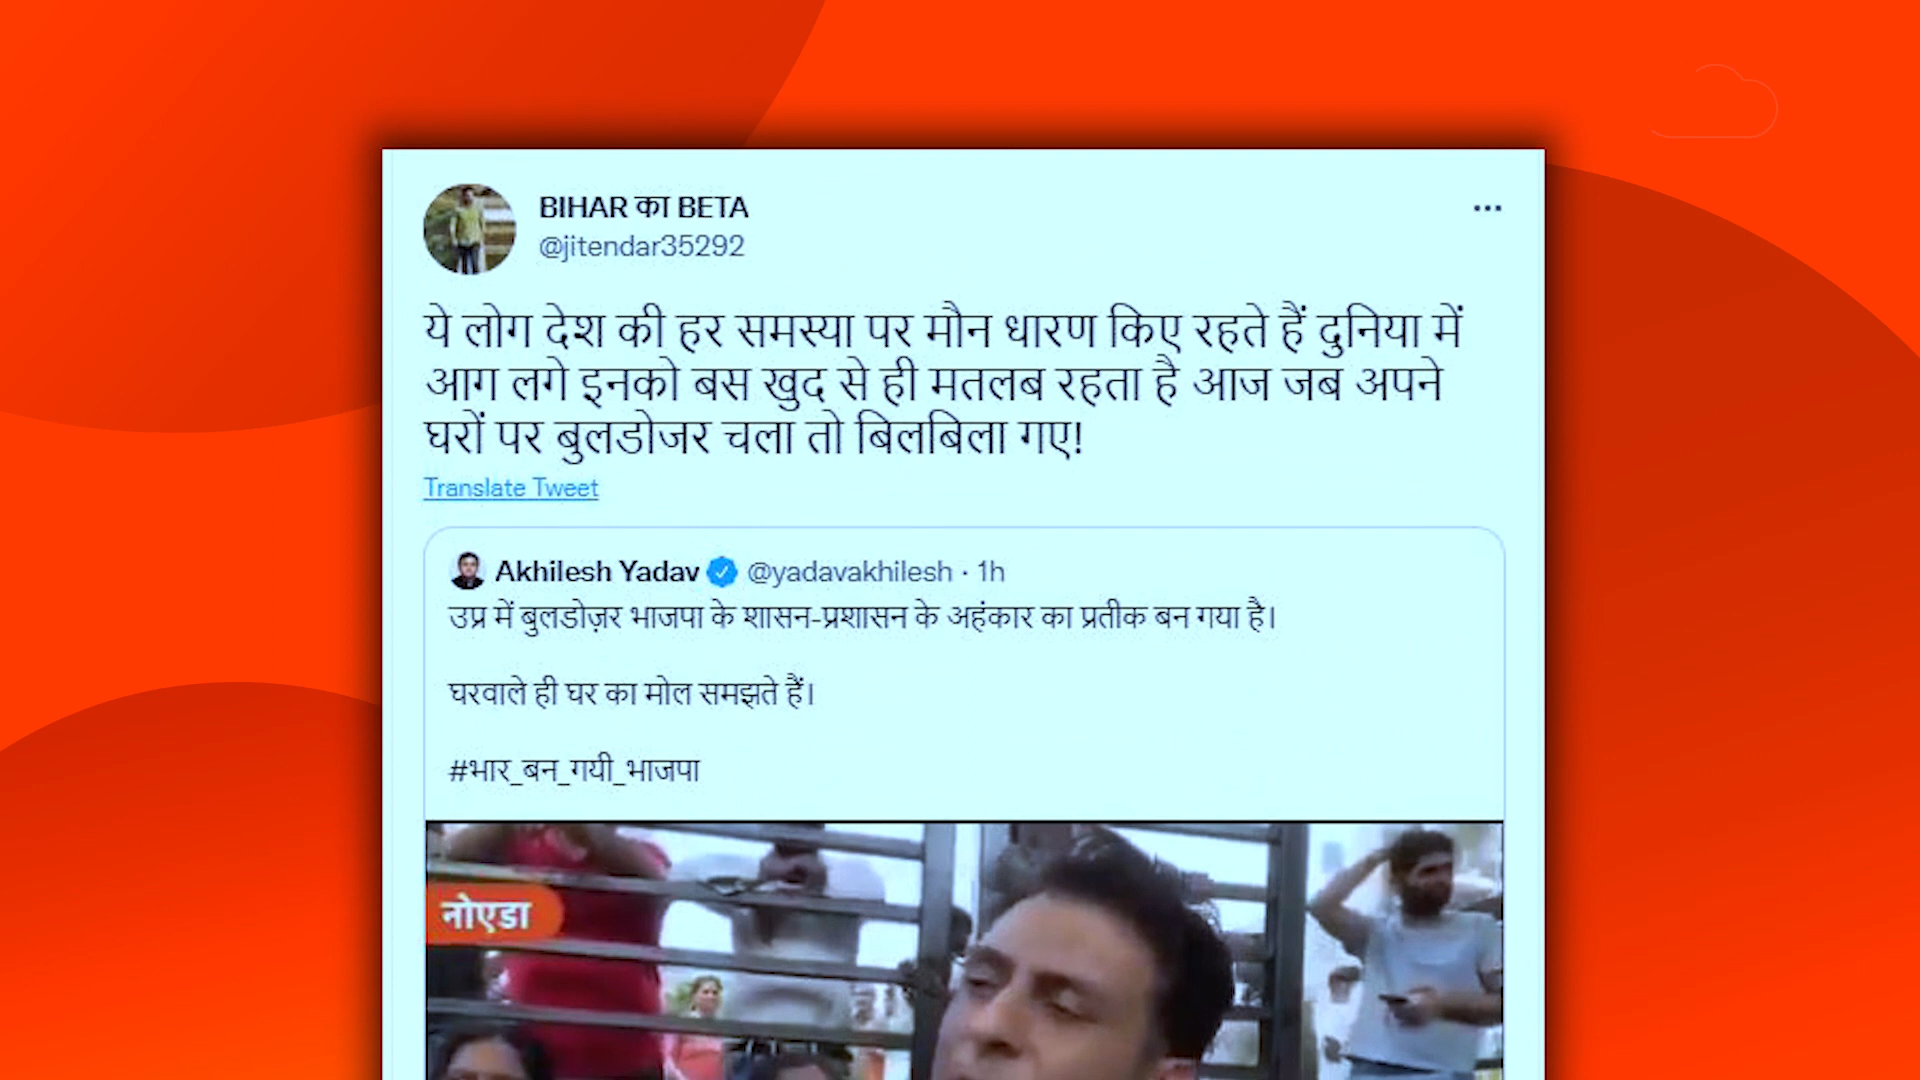 BIHAR का BETA
@jitendar35292
ये लोग देश की हर समस्या पर मौन धारण किए रहते हैं दुनिया में
आग लगे इनको बस खुद से ही मतलब रहता है आज जब अपने
घरों पर बुलडोजर चला तो बिलबिला गए!
Translate Tweet
Akhilesh Yadav @yadavakhilesh · 1h
उप्र में बुलडोज़र भाजपा के शासन-प्रशासन के अहंकार का प्रतीक बन गया है।
घरवाले ही घर का मोल समझते हैं।
#भार_बन_गयी_भाजपा
नोएडा